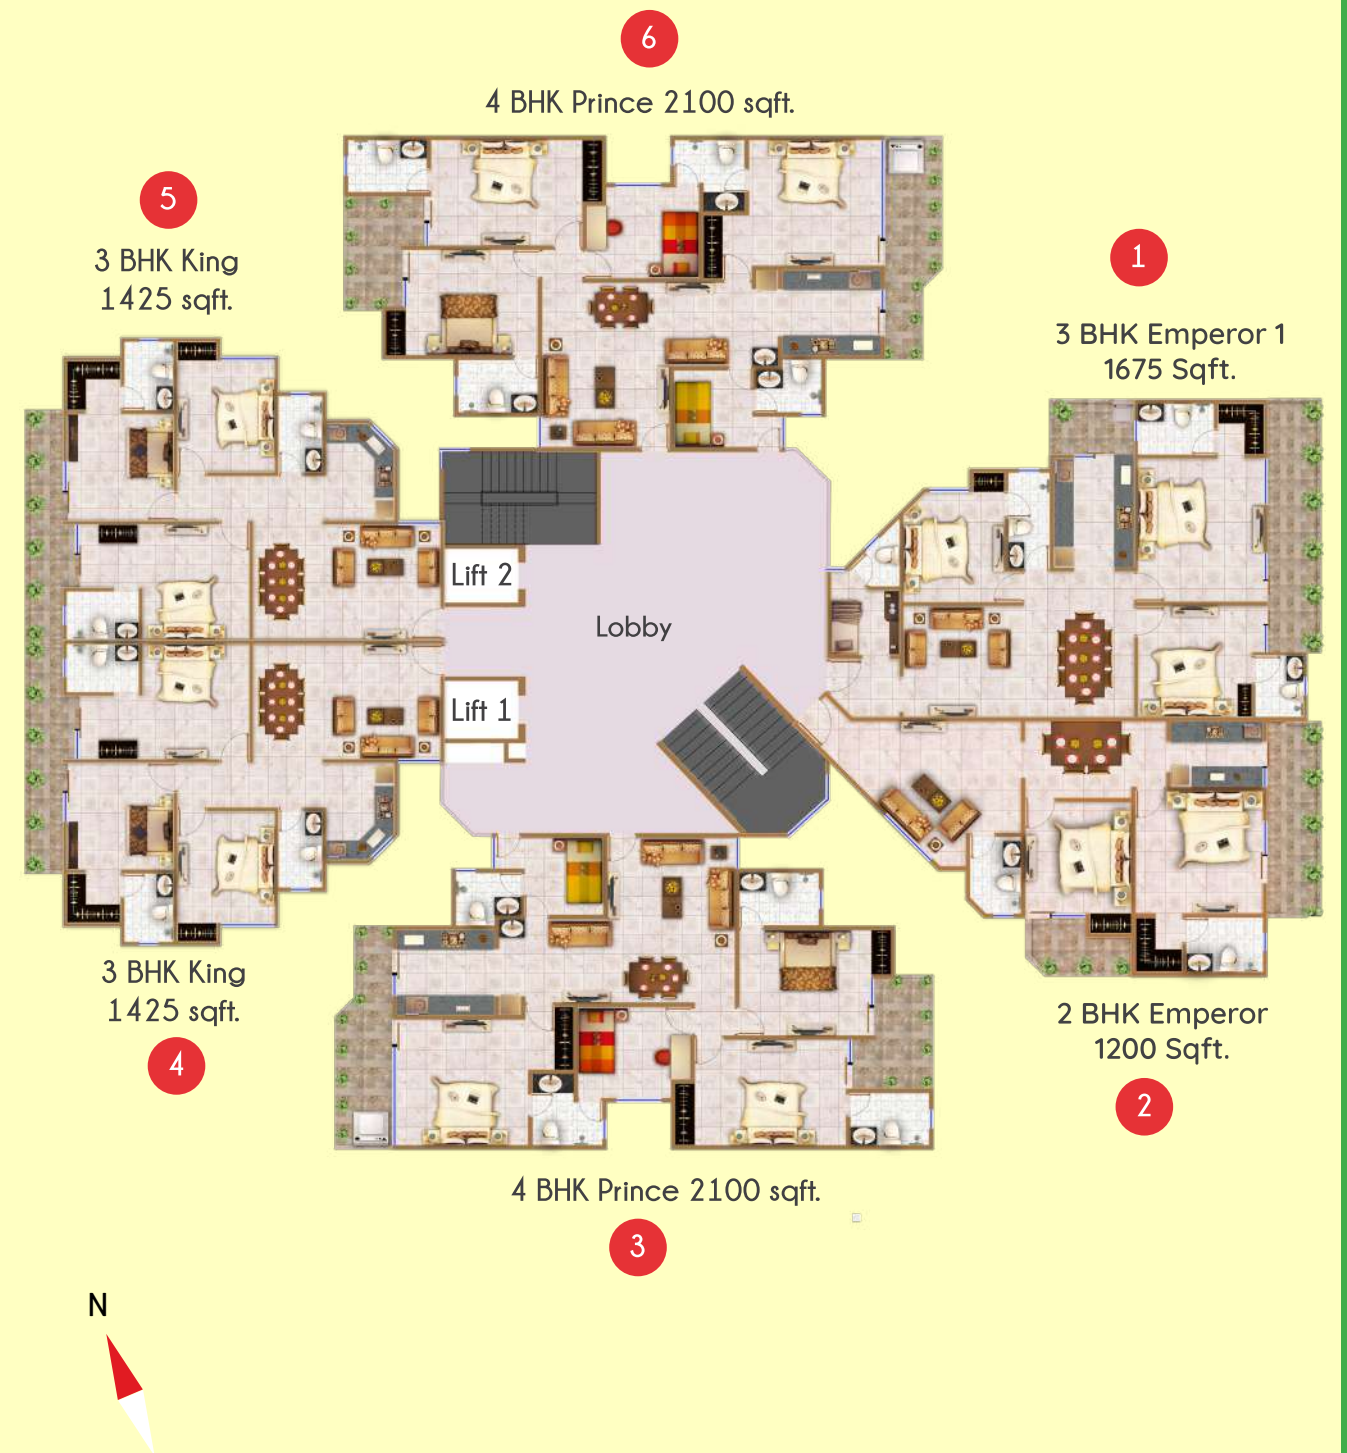 6
4 BHK Prince 2100 sqft.
5
3 BHK King
1425 sqft.
1
3 BHK Emperor 1
1675 Sqft.
Lift 2
Lobby
Lift 1
3 BHK King
1425 sqft.
4
2 BHK Emperor
1200 Sqft.
2
4 BHK Prince 2100 sqft.
3
N